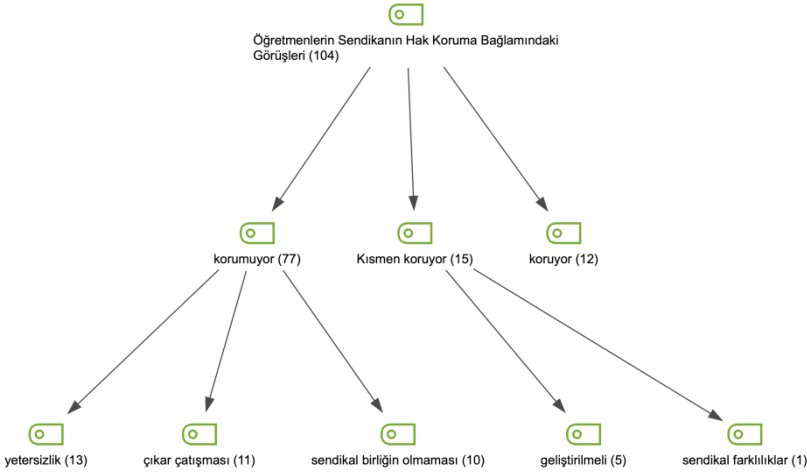 Öğretmenlerin Sendikanın Hak Koruma Bağlamındaki
Görüşleri (104)
korumuyor (77)
Kısmen koruyor (15)
koruyor (12)
yetersizlik (13)
çıkar çatışması (11)
sendikal birliğin olmaması (10)
geliştirilmeli (5)
sendikal farklılıklar (1)